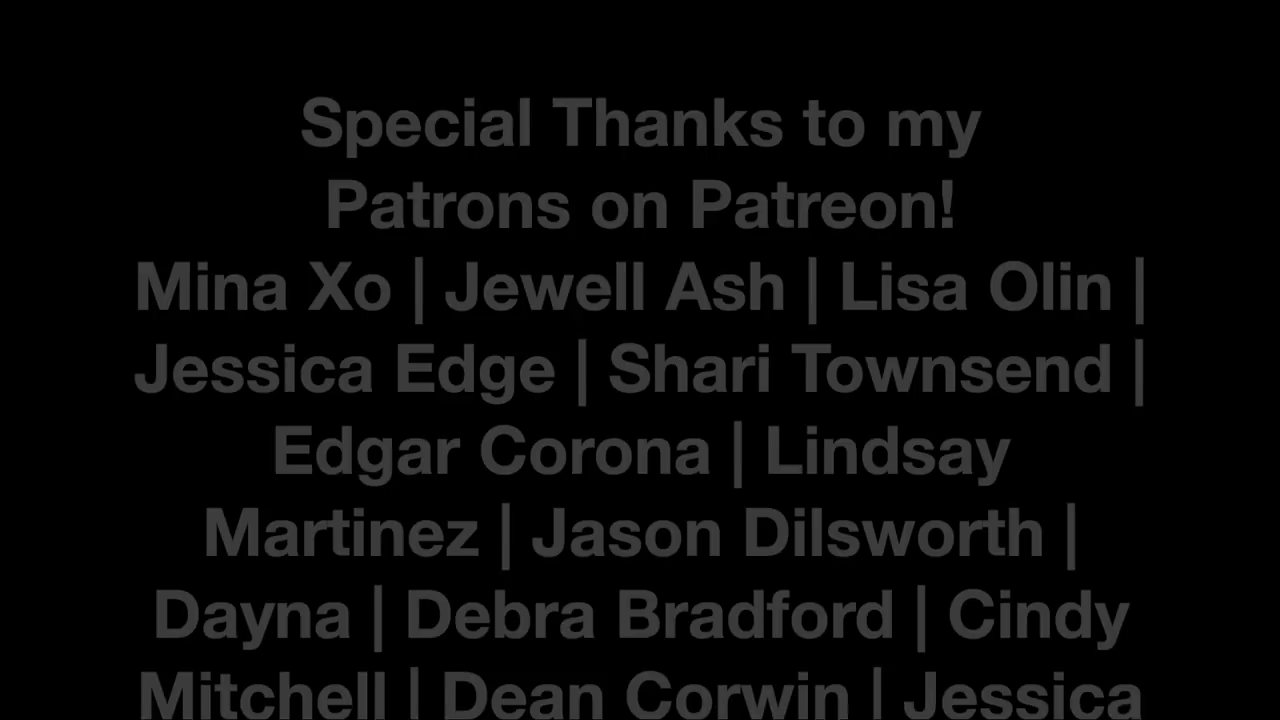 Special Thanks to my
Patrons on Patreon!
Mina Xo | Jewell Ash | Lisa Olin |
Jessica Edge | Shari Townsend |
Edgar Corona | Lindsay
Martinez | Jason Dilsworth |
Dayna | Debra Bradford | Cindy
Mitchell | Dean Corwin | Jessica